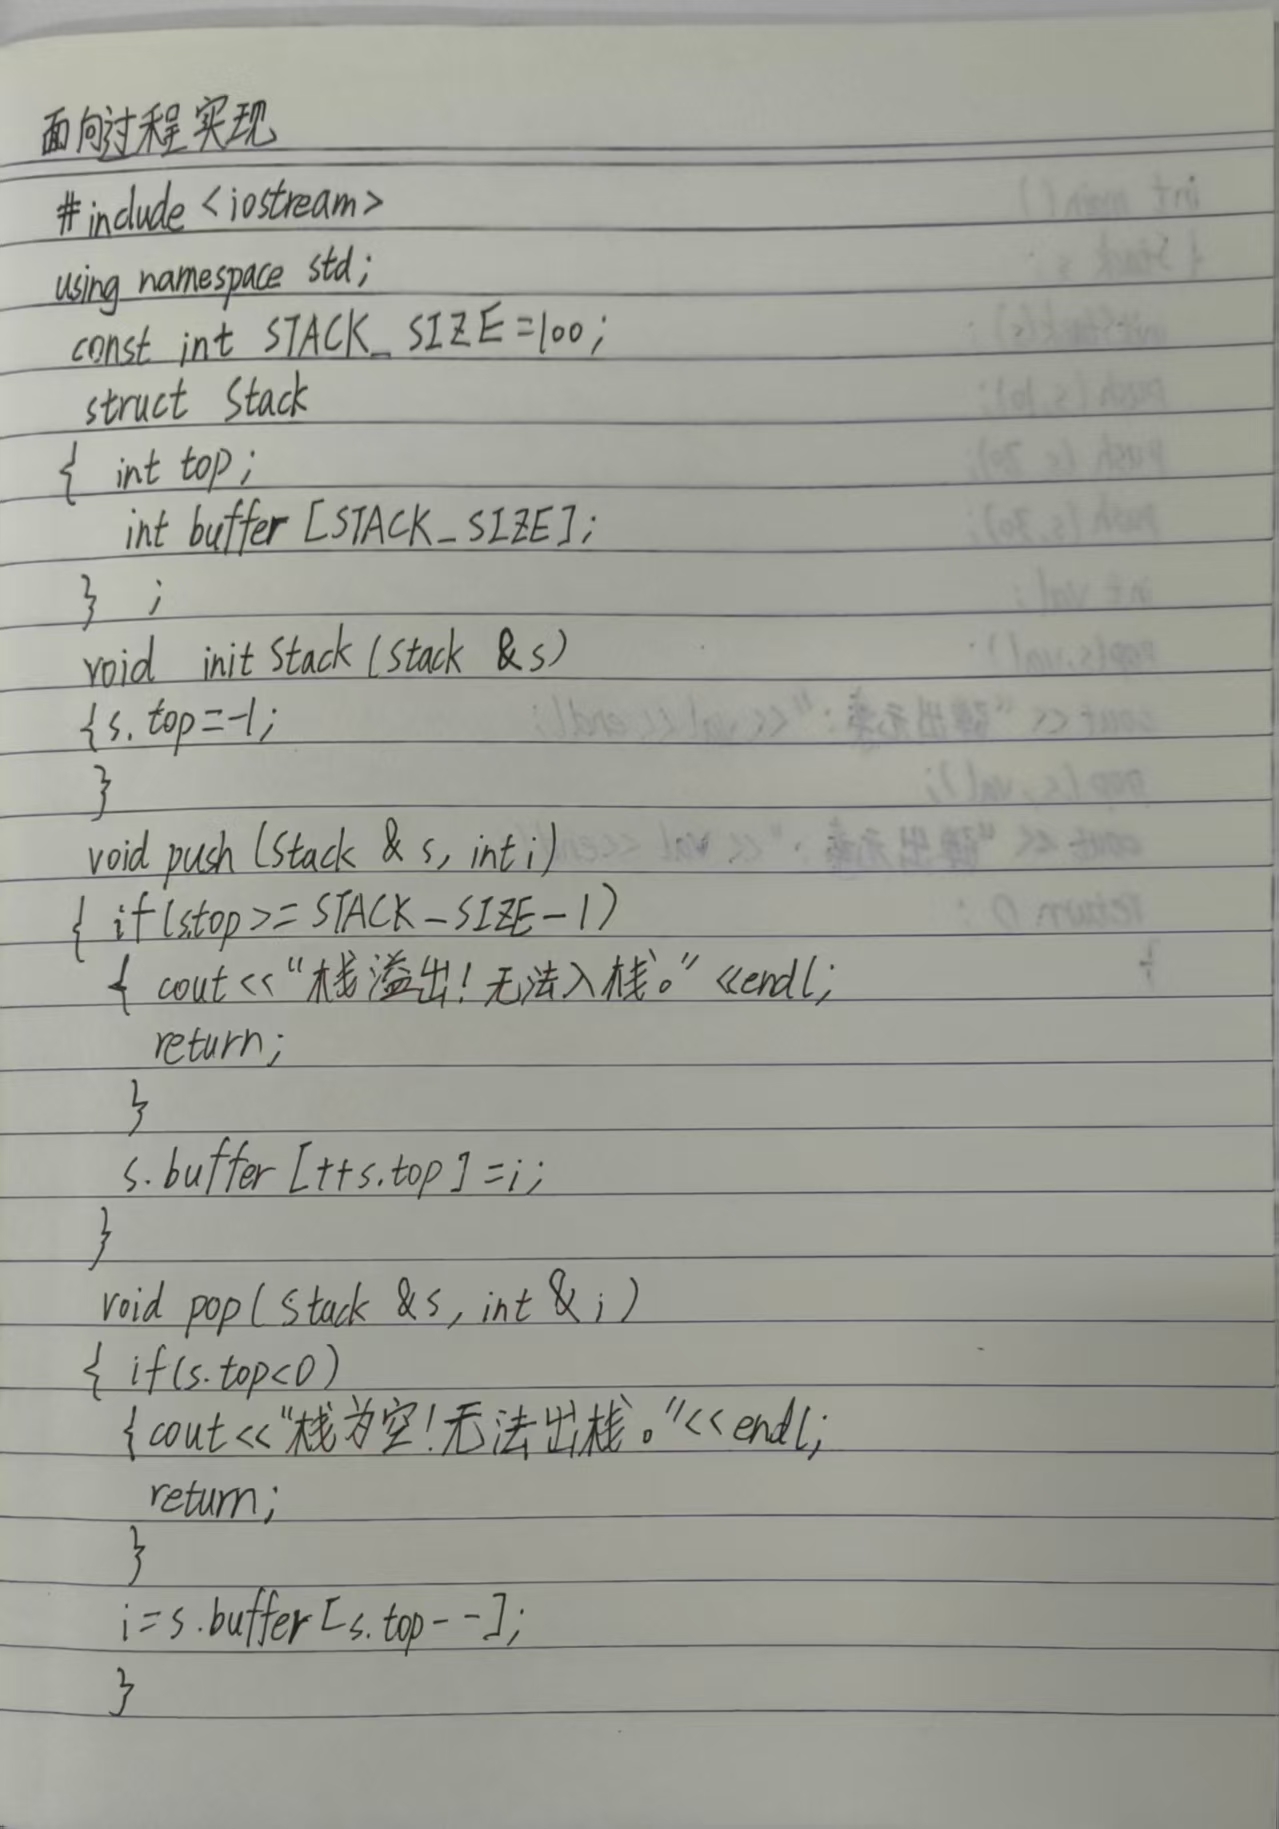 面向过程实现
#include <iostream>
using namespace std;
const int STACK_SIZE=100;
struct Stack
{ int top;
int buffer [STACK_SIZE];
} ;
void init Stack (Stack &s)
{s.top=-1;
}
void push (Stack & s, int i)
{ if(s.top>= STACK_SIZE-1)
{ cout<<“栈溢出!无法入栈。” <<endl;
return;
}
s.buffer [++s.top]=i;
}
void pop( Stack &s, int & i)
{ if(s.top<0)
{cout<<“栈为空!无法出栈。”<<endl;
return;
}
i=s.buffer[s.top--];
}